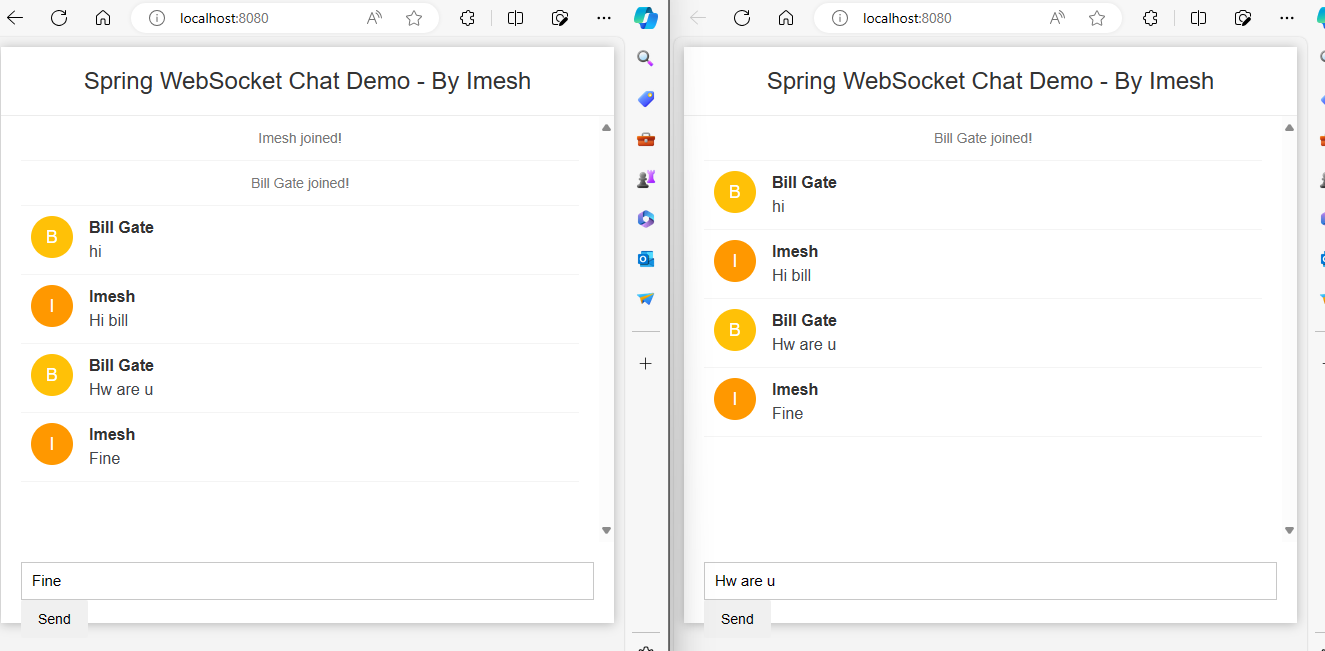 localhost:8080
Spring WebSocket Chat Demo - By Imesh
Imesh joined!
Bill Gate joined!
B
Bill Gate
hi
I
Imesh
Hi bill
B
Bill Gate
Hw are u
I
Imesh
Fine
Fine
Send
localhost:8080
Spring WebSocket Chat Demo - By Imesh
Bill Gate joined!
B
Bill Gate
hi
I
Imesh
Hi bill
B
Bill Gate
Hw are u
I
Imesh
Fine
Hw are u
Send